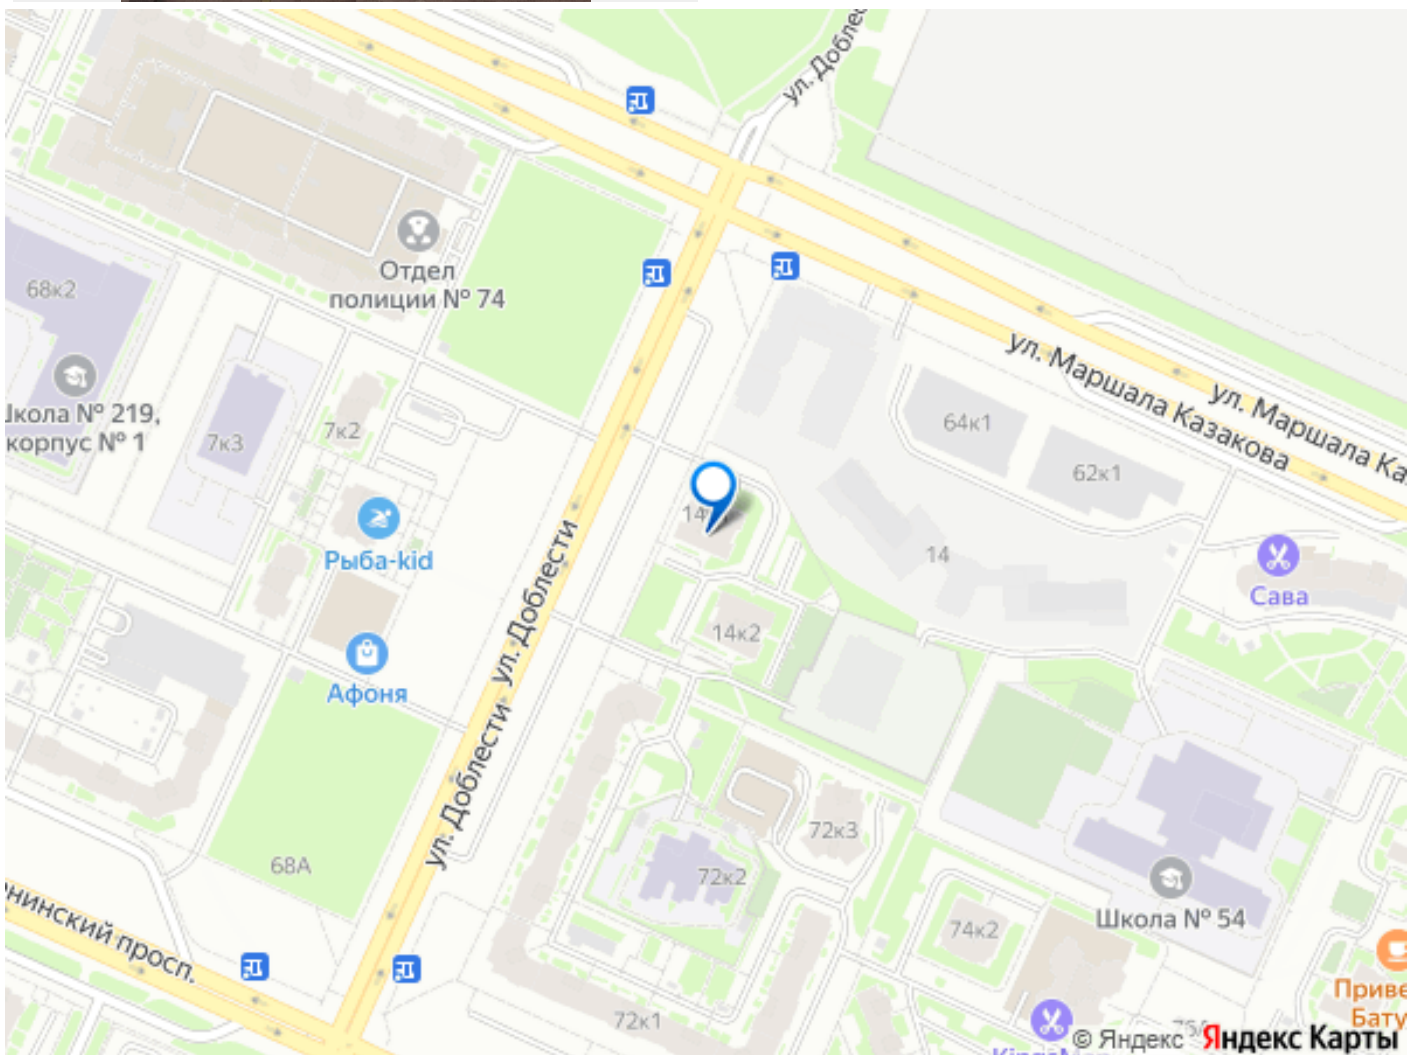 ул. Доблес
Отдел
полиции № 74
68к2
ул. Маршала Казакова
ул. Маршала Ка
Школа № 219,
корпус № 1
7к3
7к2
64к1
62к1
14
Рыба-kid
ул. Доблести
ул. Доблести
14
Сава
14к2
Афоня
72к3
68А
72к2
Школа № 54
нинский просп.
74к2
Приве
Бату
72к1
75А
© Яндекс Яндекс Карты